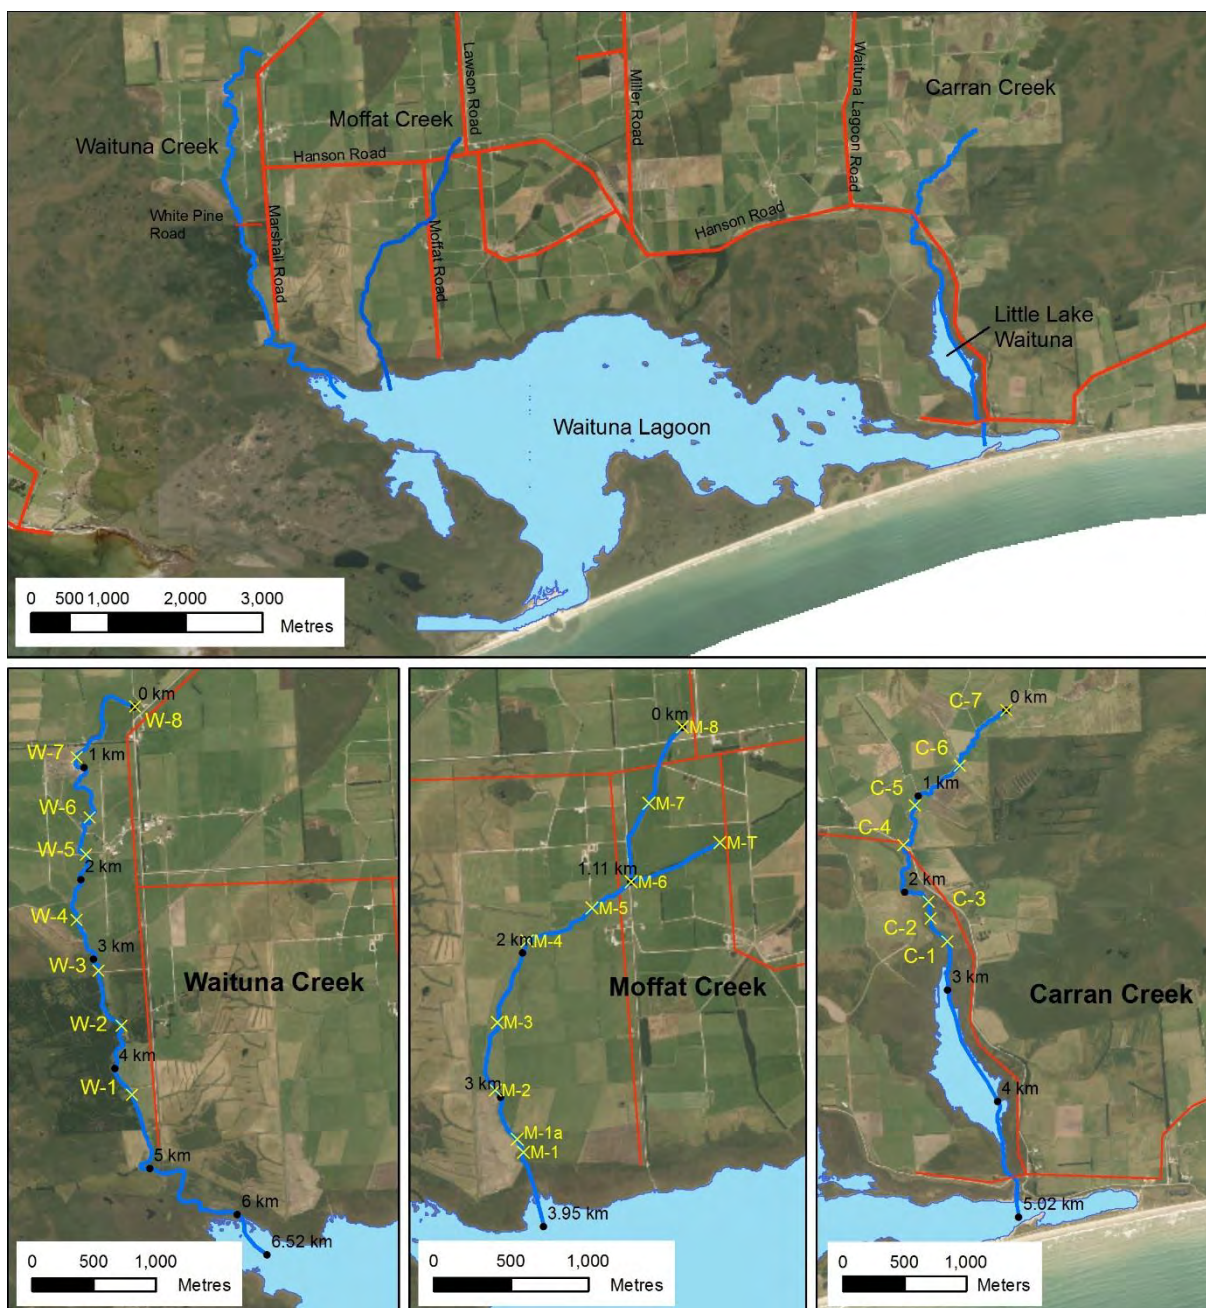 Carran Creek
Waituna Lagoon Road
Miller Road
Lawson Road
Moffat Creek
Waituna Creek
Hanson Road
White Pine
Road
Marshall Road
Moffat Road
Hanson Road
Little Lake
Waituna
Waituna Lagoon
0 500 1,000 2,000 3,000
Metres
0 km
W-8
W-7
1 km
W-6
W-5
2 km
W-4
3 km
W-3
Waituna Creek
W-2
4 km
W-1
5 km
6 km
6.52 km
0 500 1,000
Metres
0 km
M-8
M-7
M-T
1.11 km
M-6
M-5
M-4
2 km
Moffat Creek
M-3
3 km
M-2
M-1a
M-1
3.95 km
0 500 1,000
Metres
C-7
0 km
C-6
1 km
C-5
C-4
2 km
C-3
C-2
C-1
3 km
Carran Creek
4 km
5.02 km
0 500 1,000
Meters